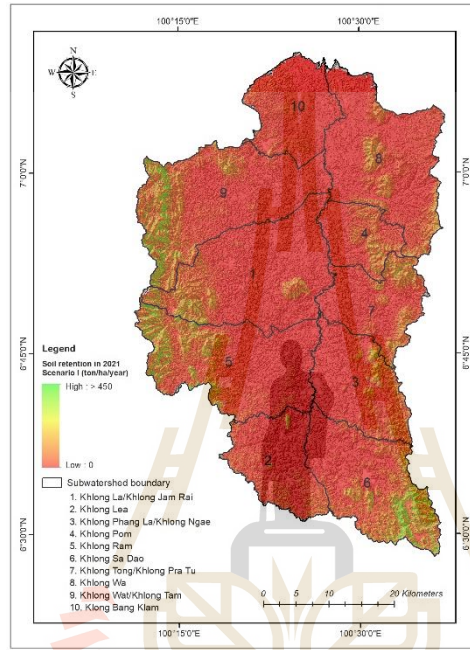 100°15'0"E
100°30'0"E
N
W
E
S
7°0'0"N
7°0'0"N
10
8
9
4
1
7
6°45'0"N
6°45'0"N
5
3
2
6
6°30'0"N
6°30'0"N
Legend
Soil retention in 2021
Scenario I (ton/ha/year)
High : > 450
Low : 0
Subwatershed boundary
1. Khlong La/Khlong Jam Rai
2. Khlong Lea
3. Khlong Phang La/Khlong Ngae
4. Khlong Pom
5. Khlong Ram
6. Khlong Sa Dao
7. Khlong Tong/Khlong Pra Tu
8. Khlong Wa
9. Khlong Wat/Khlong Tam
10. Klong Bang Klam
0 5 10 20 Kilometers
100°15'0"E
100°30'0"E